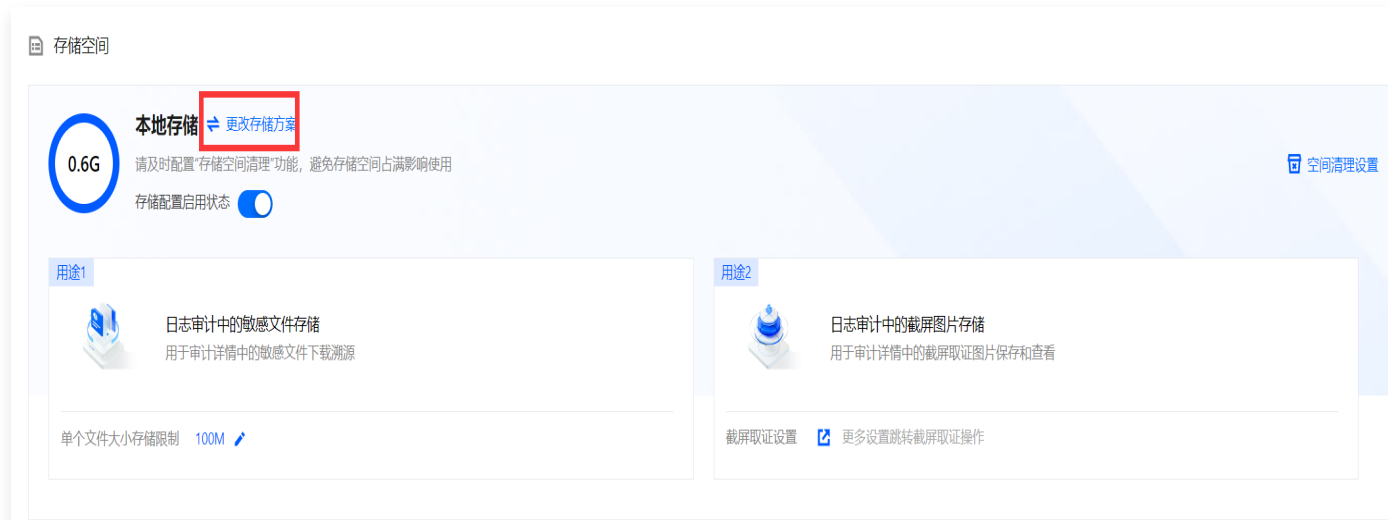 存储空间
0.6G
本地存储 更改存储方案
请及时配置“存储空间清理”功能，避免存储空间占满影响使用
空间清理设置
存储配置启用状态
用途1
日志审计中的敏感文件存储
用于审计详情中的敏感文件下载溯源
单个文件大小存储限制 100M
用途2
日志审计中的截屏图片存储
用于审计详情中的截屏取证图片保存和查看
截屏取证设置 更多设置跳转截屏取证操作